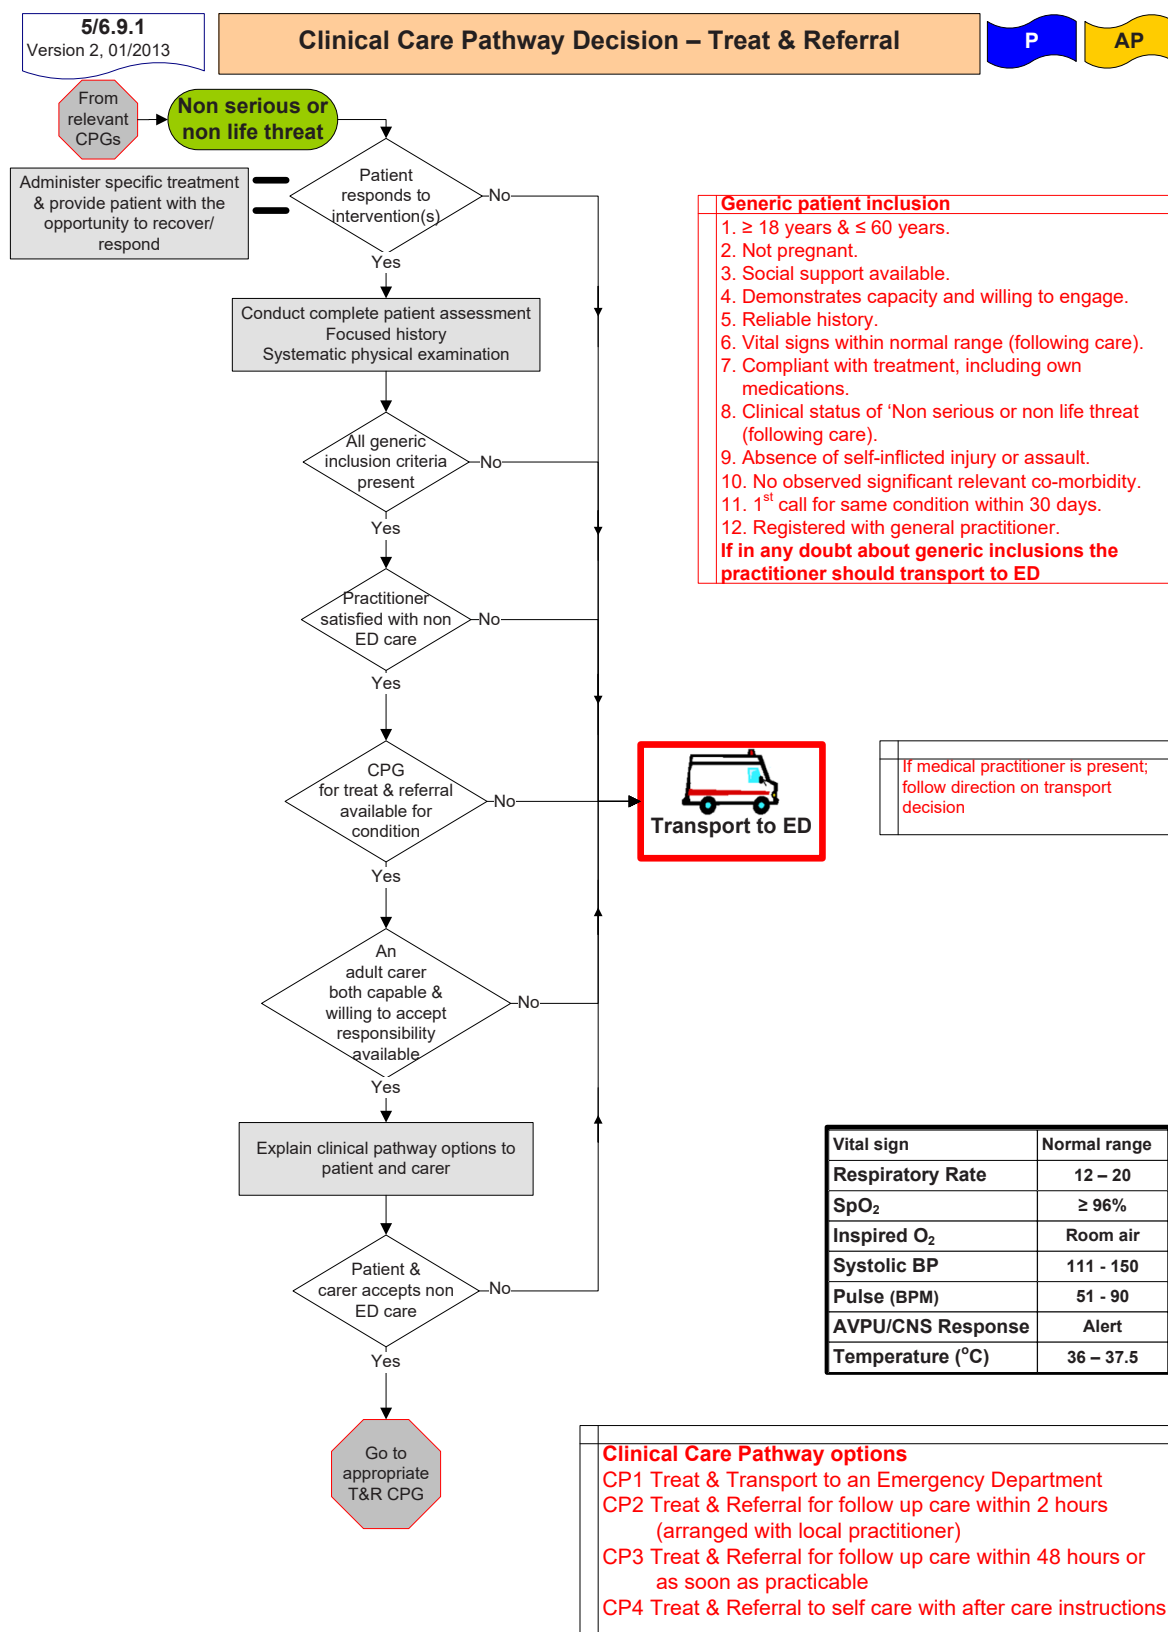 5/6.9.1
Version 2, 01/2013
Clinical Care Pathway Decision – Treat & Referral
P
AP
From
relevant
CPGs
Non serious or
non life threat
Administer specific treatment
& provide patient with the
opportunity to recover/
respond
Patient
responds to
intervention(s)
No
Yes
Conduct complete patient assessment
Focused history
Systematic physical examination
All generic
inclusion criteria
present
No
Yes
Practitioner
satisfied with non
ED care
No
Yes
CPG
for treat & referral
available for
condition
No
Yes
An
adult carer
both capable &
willing to accept
responsibility
available
No
Yes
Explain clinical pathway options to
patient and carer
Patient &
carer accepts non
ED care
No
Yes
Go to
appropriate
T&R CPG
Transport to ED
Generic patient inclusion
1. ≥ 18 years & ≤ 60 years.
2. Not pregnant.
3. Social support available.
4. Demonstrates capacity and willing to engage.
5. Reliable history.
6. Vital signs within normal range (following care).
7. Compliant with treatment, including own
medications.
8. Clinical status of ‘Non serious or non life threat
(following care).
9. Absence of self-inflicted injury or assault.
10. No observed significant relevant co-morbidity.
11. 1st call for same condition within 30 days.
12. Registered with general practitioner.
If in any doubt about generic inclusions the
practitioner should transport to ED
If medical practitioner is present;
follow direction on transport
decision
Vital sign Normal range
Respiratory Rate 12 – 20
SpO2 ≥ 96%
Inspired O2 Room air
Systolic BP 111 - 150
Pulse (BPM) 51 - 90
AVPU/CNS Response Alert
Temperature (°C) 36 – 37.5
Clinical Care Pathway options
CP1 Treat & Transport to an Emergency Department
CP2 Treat & Referral for follow up care within 2 hours
(arranged with local practitioner)
CP3 Treat & Referral for follow up care within 48 hours or
as soon as practicable
CP4 Treat & Referral to self care with after care instructions